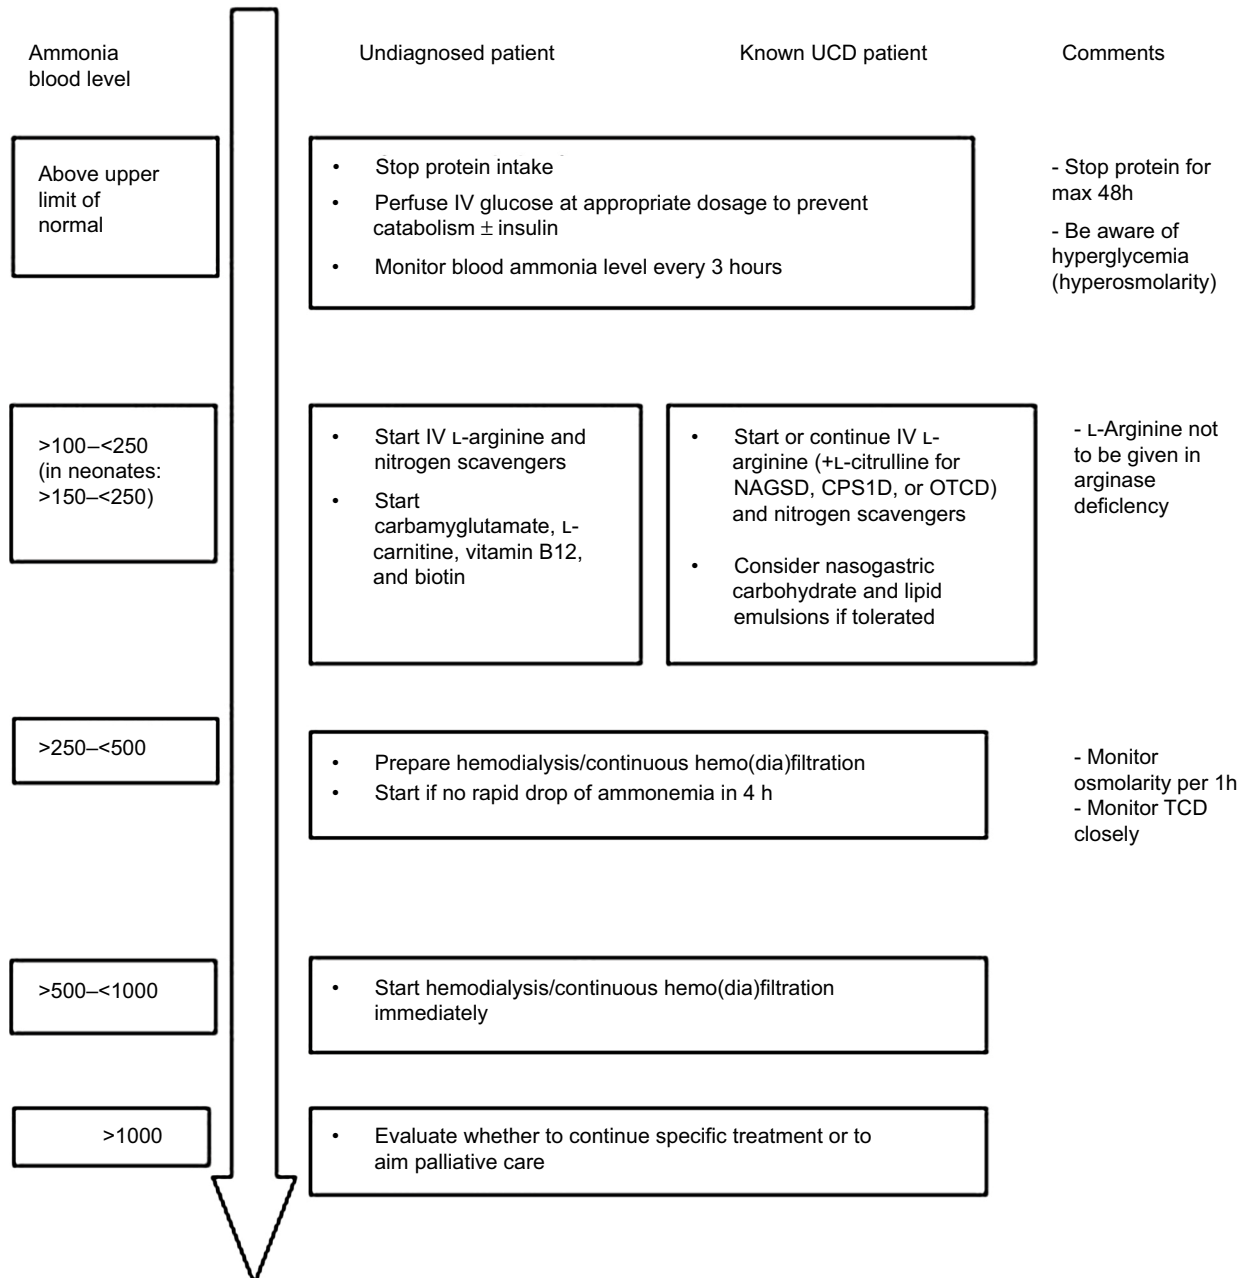 Ammonia
blood level
Undiagnosed patient
Known UCD patient
Comments
Above upper
limit of
normal
• Stop protein intake
• Perfuse IV glucose at appropriate dosage to prevent
catabolism ± insulin
• Monitor blood ammonia level every 3 hours
- Stop protein for
max 48h
- Be aware of
hyperglycemia
(hyperosmolarity)
>100–<250
(in neonates:
>150–<250)
• Start IV ʟ-arginine and
nitrogen scavengers
• Start
carbamyglutamate, ʟ-
carnitine, vitamin B12,
and biotin
• Start or continue IV ʟ-
arginine (+ʟ-citrulline for
NAGSD, CPS1D, or OTCD)
and nitrogen scavengers
• Consider nasogastric
carbohydrate and lipid
emulsions if tolerated
- ʟ-Arginine not
to be given in
arginase
deficlency
>250–<500
• Prepare hemodialysis/continuous hemo(dia)filtration
• Start if no rapid drop of ammonemia in 4 h
- Monitor
osmolarity per 1h
- Monitor TCD
closely
>500–<1000
• Start hemodialysis/continuous hemo(dia)filtration
immediately
>1000
• Evaluate whether to continue specific treatment or to
aim palliative care